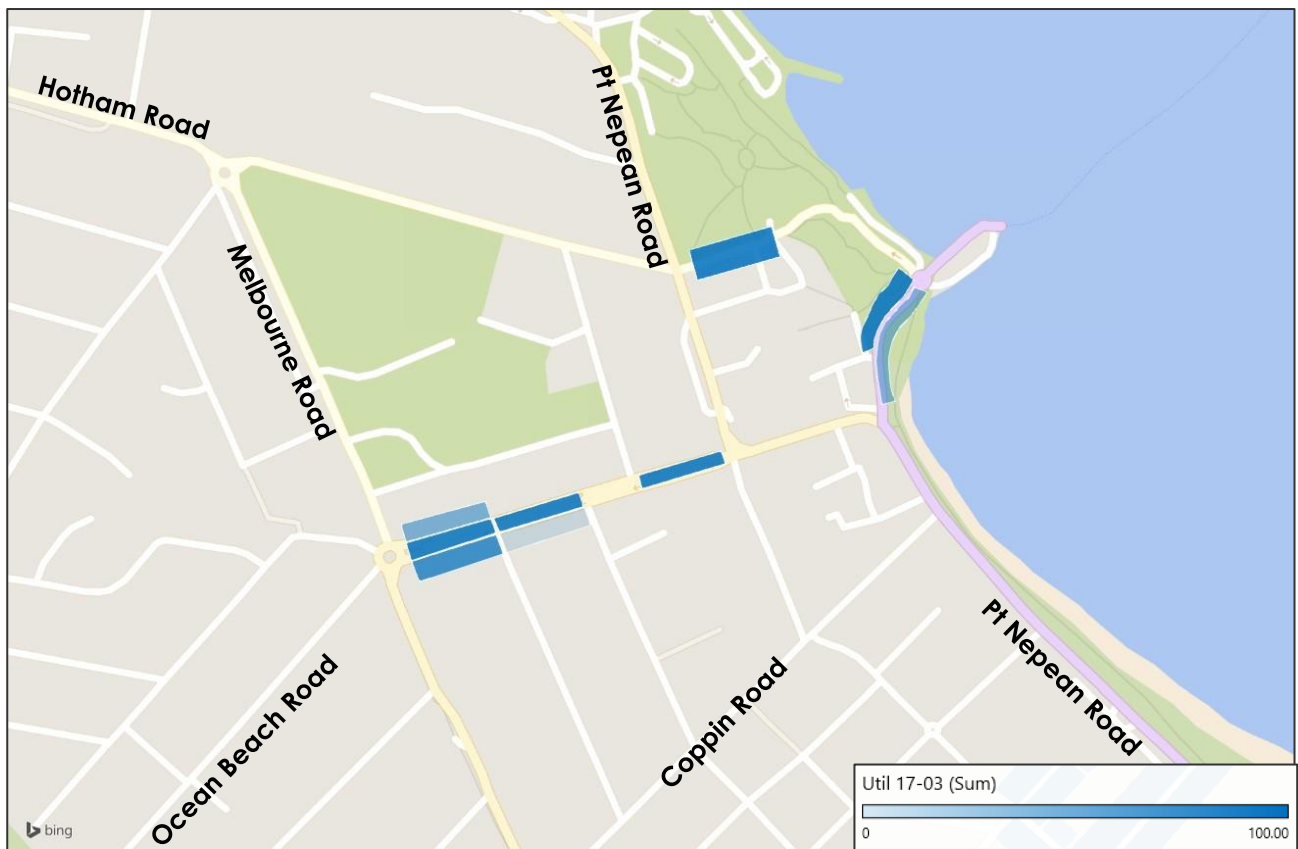 Hotham Road
Pt Nepean Road
Melbourne Road
Ocean Beach Road
Coppin Road
Pt Nepean Road
Util 17-03 (Sum)
0 100.00
bing